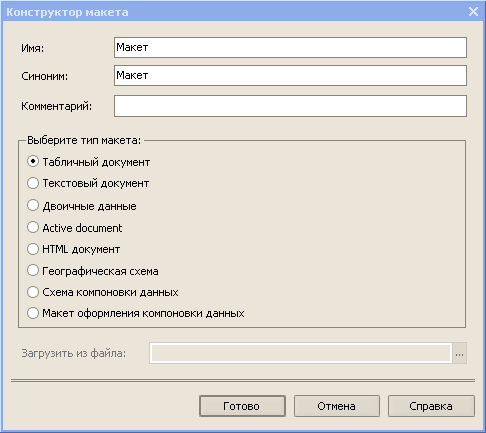 Конструктор макета
Имя: Макет
Синоним: Макет
Комментарий:
Выберите тип макета:
Табличный документ
Текстовый документ
Двоичные данные
Active document
HTML документ
Географическая схема
Схема компоновки данных
Макет оформления компоновки данных
Загрузить из файла: ...
Готово Отмена Справка